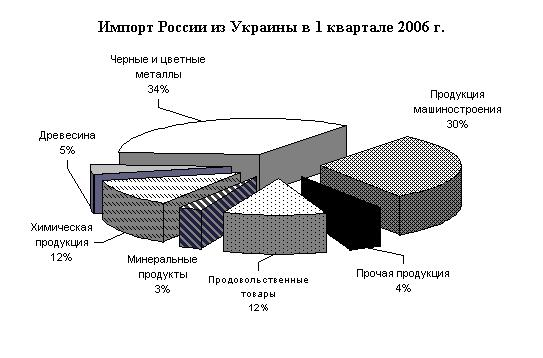 Импорт России из Украины в 1 квартале 2006 г.
Черные и цветные
металлы
34%
Продукция
машиностроения
30%
Древесина
5%
Химическая
продукция
12%
Минеральные
продукты
3%
Продовольственные
товары
12%
Прочая продукция
4%